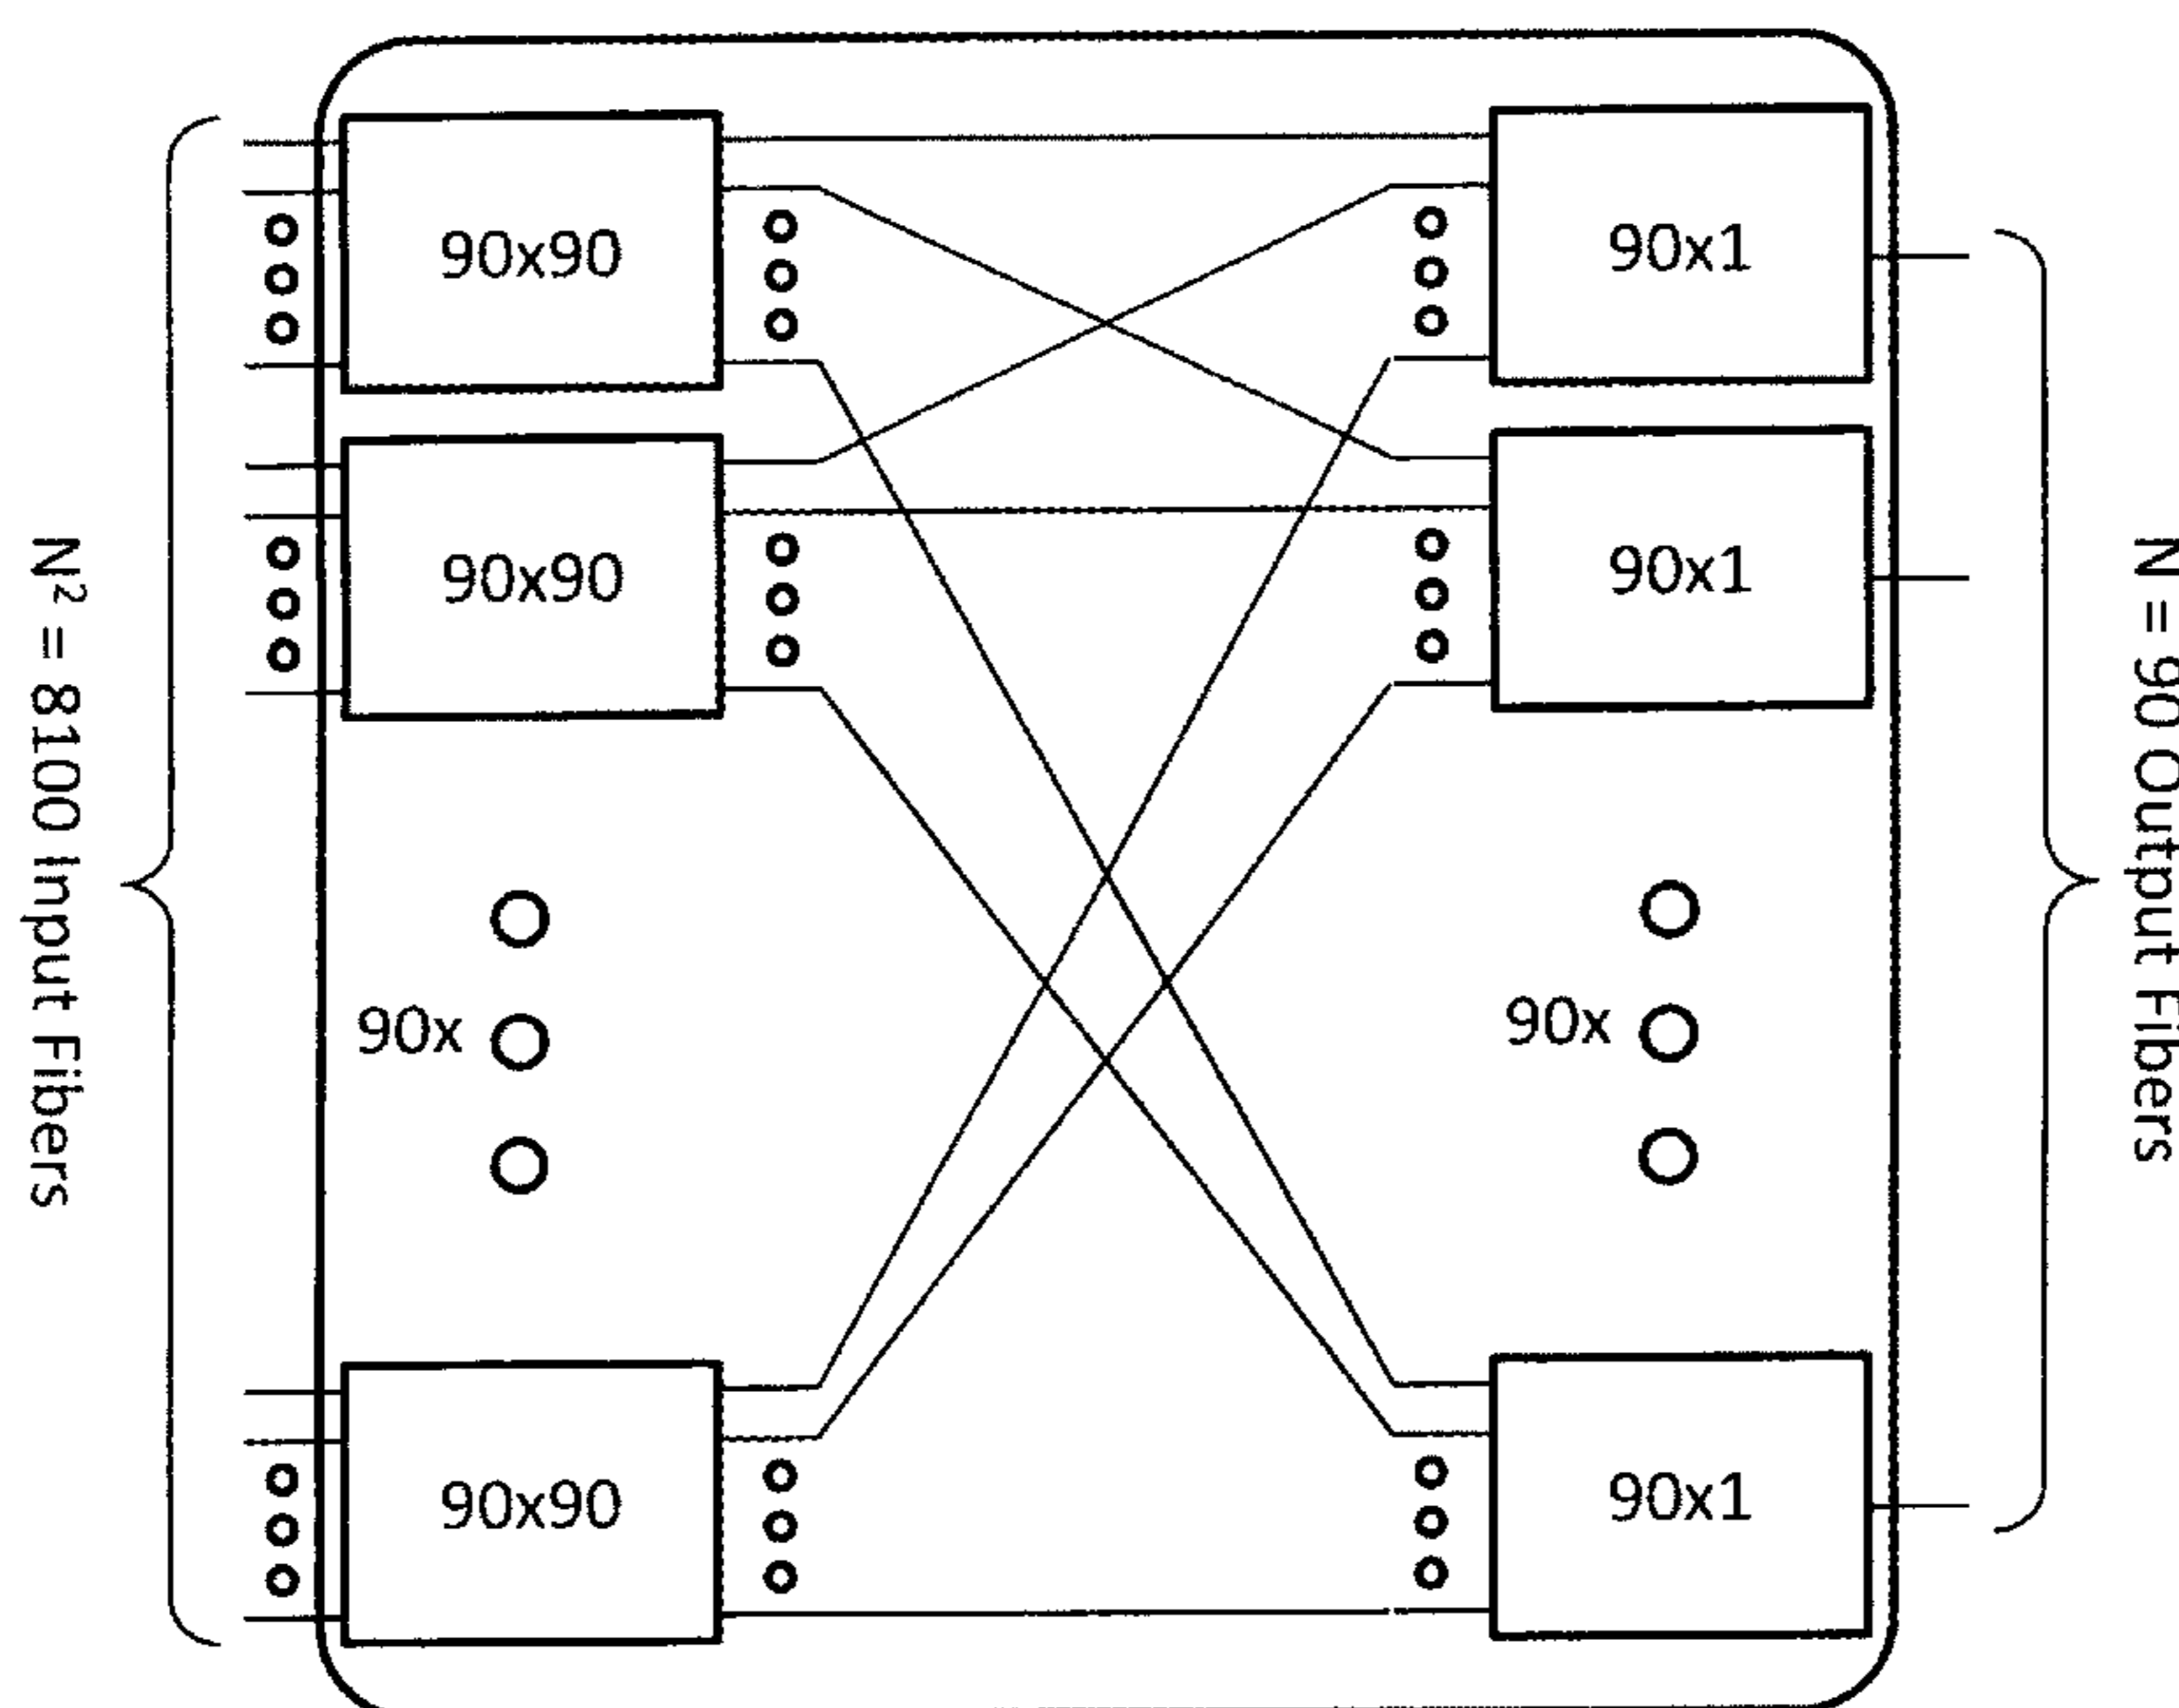 90x90
90x1
90x90
90x1
N² = 8100 Input Fibers
N = 90 Output Fibers
90x
90x
90x90
90x1